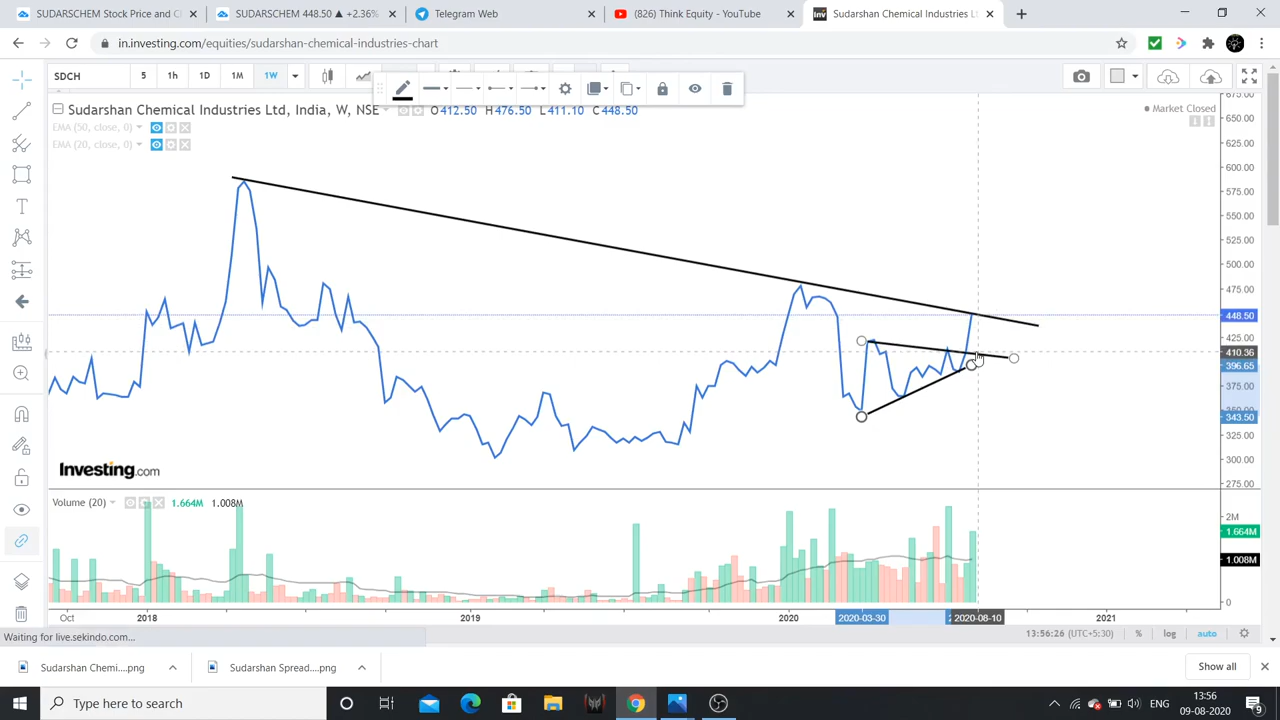 SUDARSCHEM Stock Price and C
SUDARSCHEM 448.50 ▲ +2.36%
Telegram Web
(826) Think Equity - YouTube
Sudarshan Chemical Industries Lt
in.investing.com/equities/sudarshan-chemical-industries-chart
SDCH
5
1h
1D
1M
1W
Sudarshan Chemical Industries Ltd, India, W, NSE
O412.50 H476.50 L411.10 C448.50
Market Closed
EMA (50, close, 0)
EMA (20, close, 0)
675.00
650.00
625.00
600.00
575.00
550.00
525.00
500.00
475.00
448.50
425.00
410.36
396.65
375.00
343.50
325.00
300.00
275.00
Investing.com
Volume (20)
1.664M
1.008M
2M
1.664M
1.008M
0
Oct
2018
2019
2020
2020-03-30
2020-08-10
2021
Waiting for live.sekindo.com...
13:56:26 (UTC+5:30)
%
log
auto
Sudarshan Chemi....png
Sudarshan Spread....png
Show all
Type here to search
ENG
13:56
09-08-2020
9